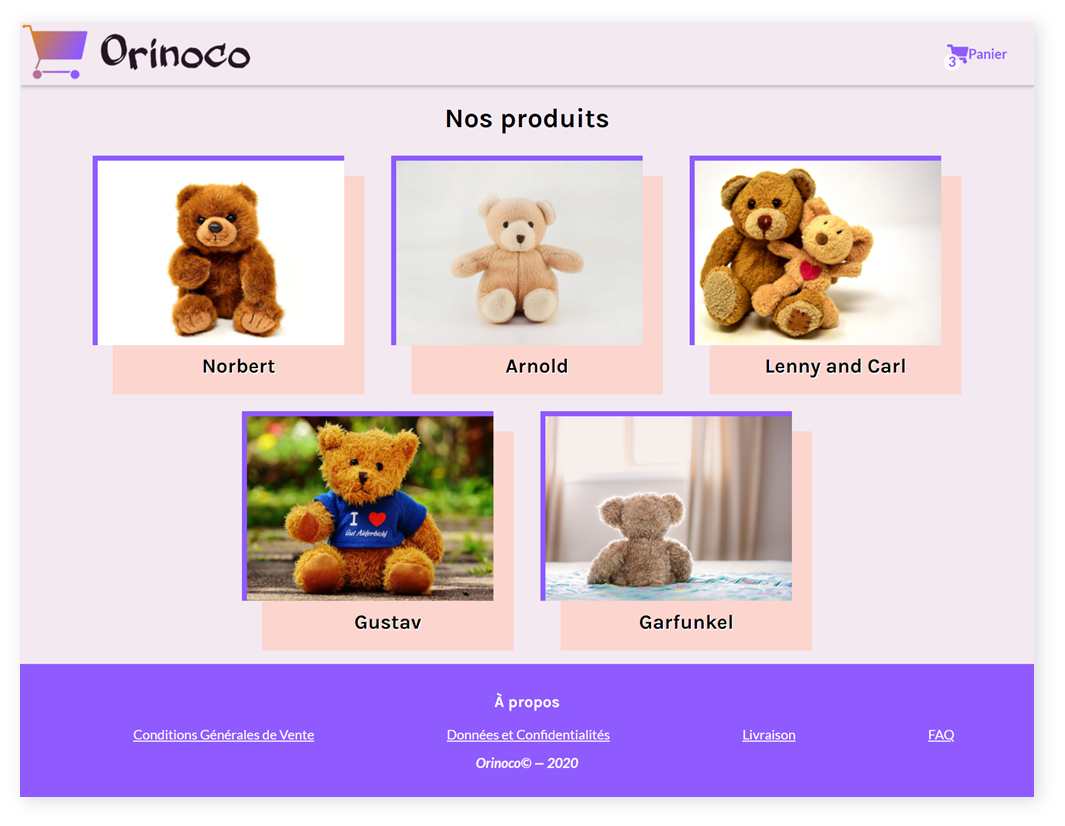 Orinoco
3 Panier
Nos produits
Norbert
Arnold
Lenny and Carl
I ♥
Gut Aiderbichl
Gustav
Garfunkel
À propos
Conditions Générales de Vente
Données et Confidentialités
Livraison
FAQ
Orinoco© — 2020